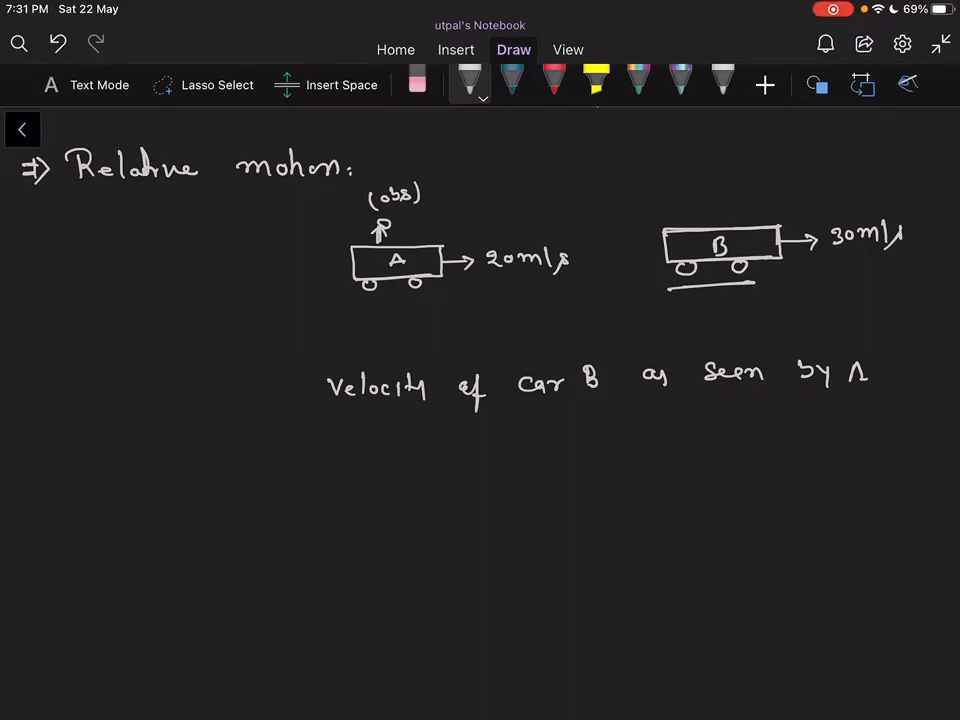 7:31 PM Sat 22 May
69%
utpal's Notebook
Home Insert Draw View
Text Mode Lasso Select Insert Space
⇒ Relative motion:
(obs)
A → 20m/s
B → 30m/s
Velocity of car B as seen by A